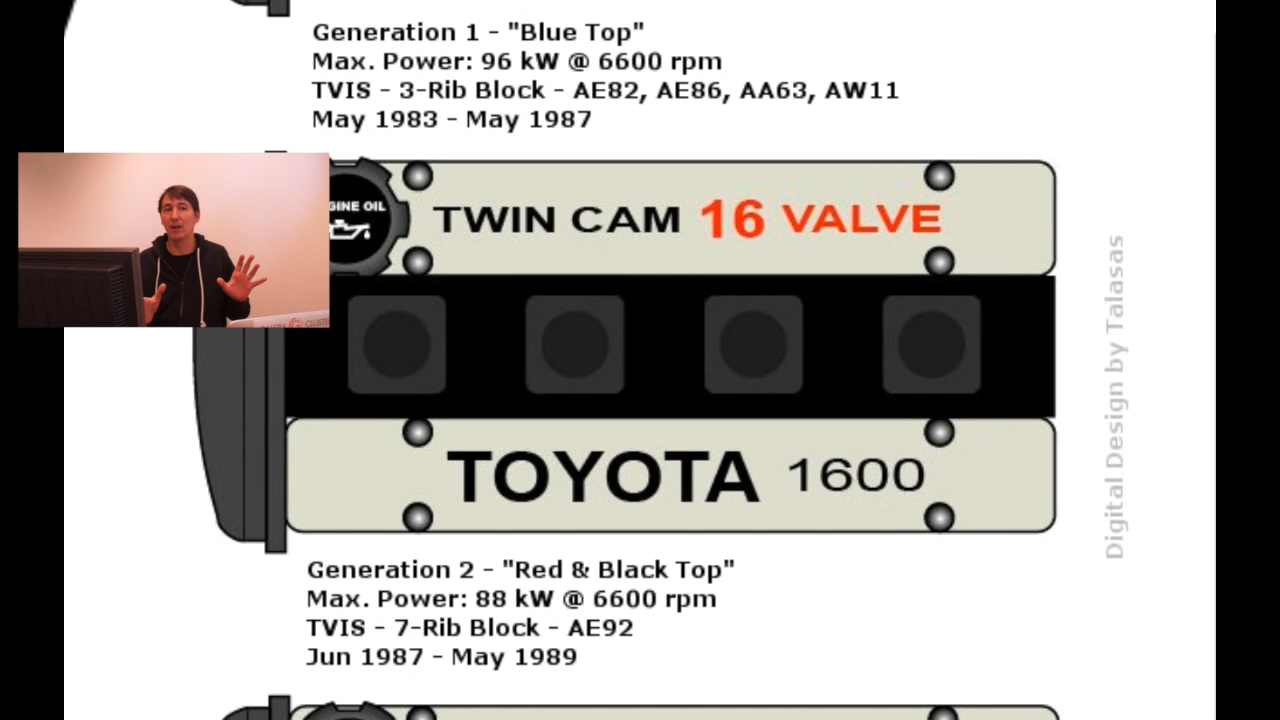 Generation 1 - "Blue Top"
Max. Power: 96 kW @ 6600 rpm
TVIS - 3-Rib Block - AE82, AE86, AA63, AW11
May 1983 - May 1987
GINE OIL
TWIN CAM 16 VALVE
TOYOTA 1600
Generation 2 - "Red & Black Top"
Max. Power: 88 kW @ 6600 rpm
TVIS - 7-Rib Block - AE92
Jun 1987 - May 1989
Digital Design by Talasas